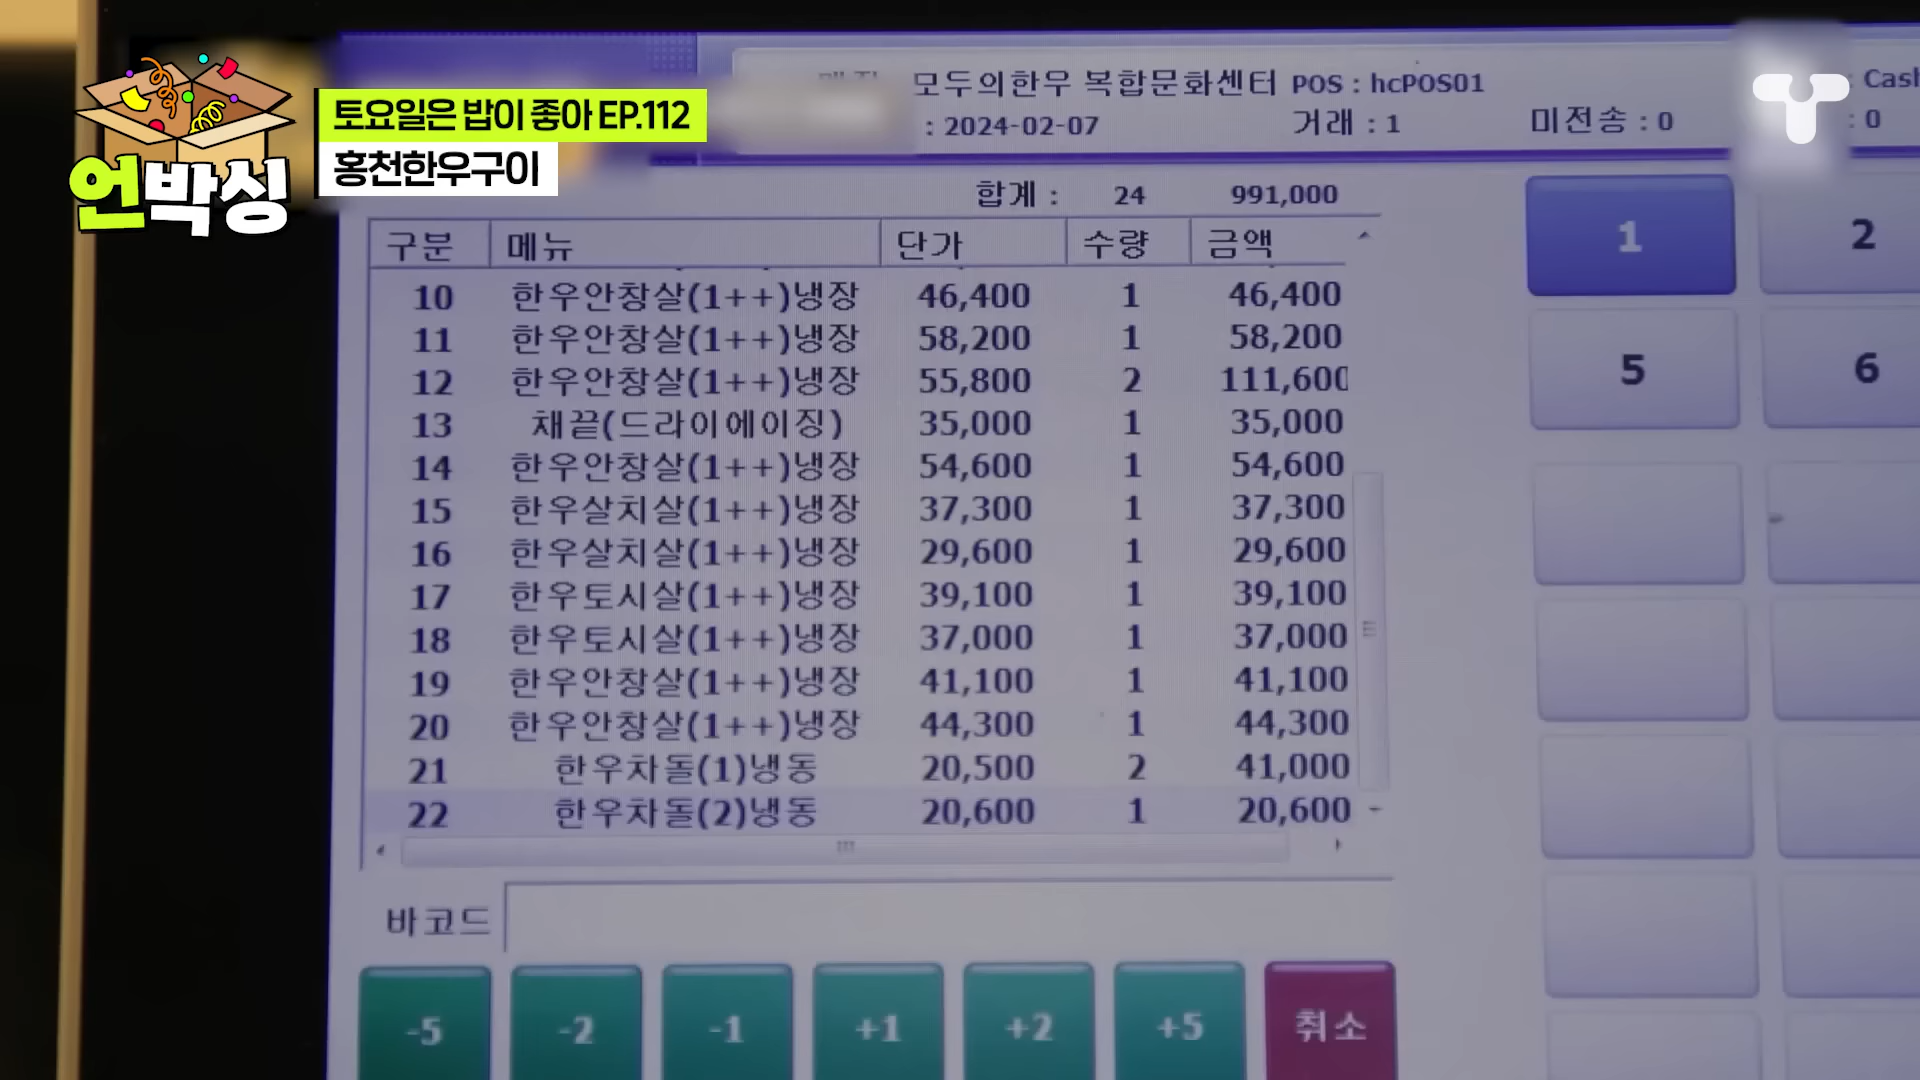 언박싱
토요일은 밥이 좋아 EP.112
홍천한우구이
모두의한우 복합문화센터 POS : hcPOS01 : Cash
: 2024-02-07 거래 : 1 미전송 : 0 : 0
합계 : 24 991,000
구분 메뉴 단가 수량 금액
10 한우안창살(1++)냉장 46,400 1 46,400
11 한우안창살(1++)냉장 58,200 1 58,200
12 한우안창살(1++)냉장 55,800 2 111,600
13 채끝(드라이에이징) 35,000 1 35,000
14 한우안창살(1++)냉장 54,600 1 54,600
15 한우살치살(1++)냉장 37,300 1 37,300
16 한우살치살(1++)냉장 29,600 1 29,600
17 한우토시살(1++)냉장 39,100 1 39,100
18 한우토시살(1++)냉장 37,000 1 37,000
19 한우안창살(1++)냉장 41,100 1 41,100
20 한우안창살(1++)냉장 44,300 1 44,300
21 한우차돌(1)냉동 20,500 2 41,000
22 한우차돌(2)냉동 20,600 1 20,600
바코드
-5 -2 -1 +1 +2 +5 취소
1 2
5 6